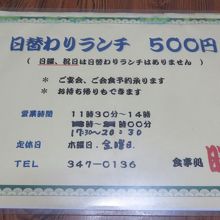 日替わりランチ 500円
( 日曜、祝日は日替わりランチはありません )
* ご宴会、ご会食予約承ります
* お持ち帰りもできます
営業時間 11時30分~14時
17:30~20:30
定休日 水曜日.金曜日.
TEL 347-0136
食事処